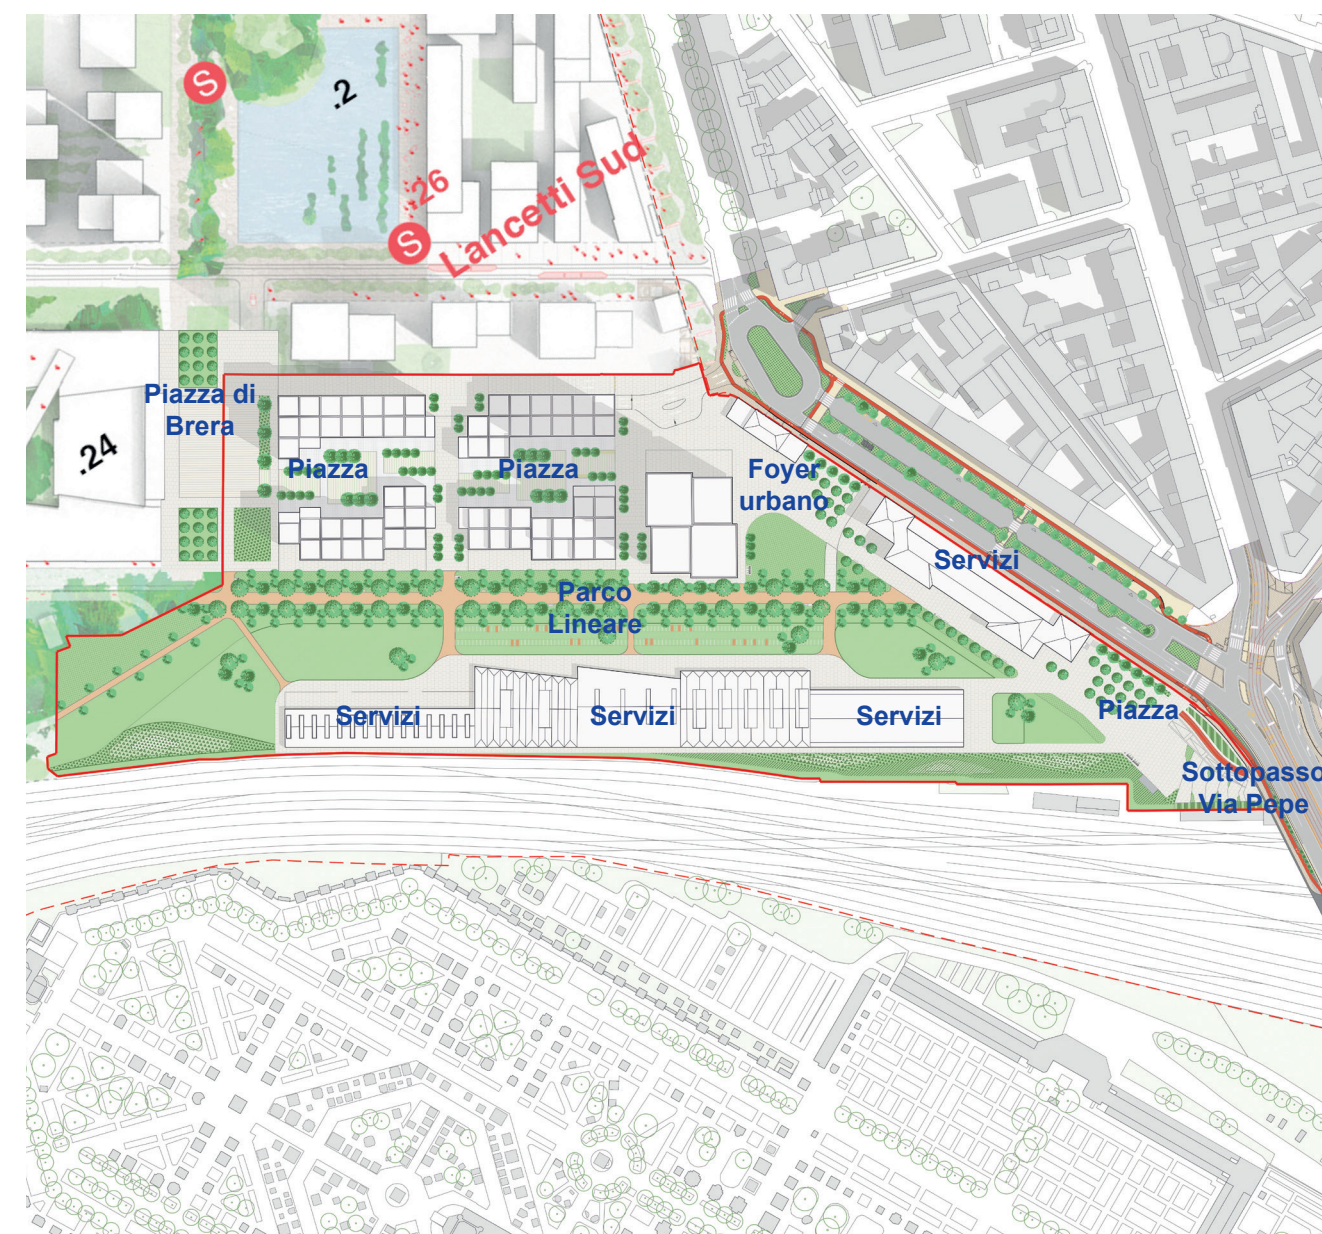 S
.2
.26
S
Lancetti Sud
Piazza di
Brera
.24
Piazza
Piazza
Foyer
urbano
Servizi
Parco
Lineare
Servizi
Servizi
Servizi
Piazza
Sottopasso
Via Pepe